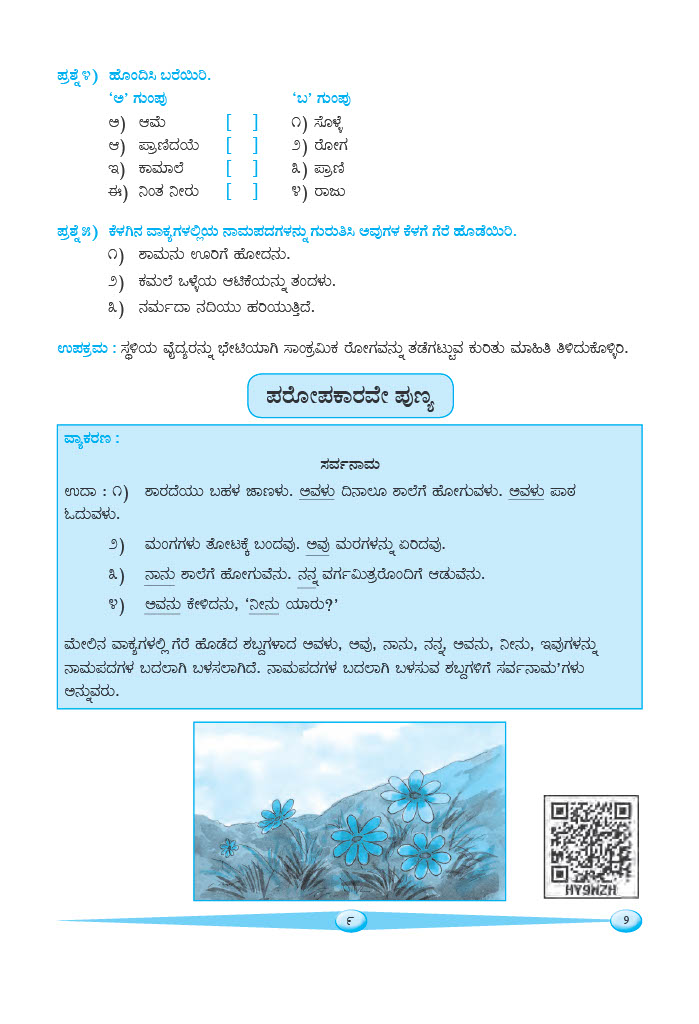 ಪ್ರಶ್ನೆ ೪) ಹೊಂದಿಸಿ ಬರೆಯಿರಿ.
‘ಅ’ ಗುಂಪು ‘ಬ’ ಗುಂಪು
ಅ) ಆಮೆ [ ] ೧) ಸೊಳ್ಳೆ
ಆ) ಪ್ರಾಣಿದಯೆ [ ] ೨) ರೋಗ
ಇ) ಕಾಮಾಲೆ [ ] ೩) ಪ್ರಾಣಿ
ಈ) ನಿಂತ ನೀರು [ ] ೪) ರಾಜು
ಪ್ರಶ್ನೆ ೫) ಕೆಳಗಿನ ವಾಕ್ಯಗಳಲ್ಲಿಯ ನಾಮಪದಗಳನ್ನು ಗುರುತಿಸಿ ಅವುಗಳ ಕೆಳಗೆ ಗೆರೆ ಹೊಡೆಯಿರಿ.
೧) ಶಾಮನು ಊರಿಗೆ ಹೋದನು.
೨) ಕಮಲೆ ಒಳ್ಳೆಯ ಆಟಿಕೆಯನ್ನು ತಂದಳು.
೩) ನರ್ಮದಾ ನದಿಯು ಹರಿಯುತ್ತಿದೆ.
ಉಪಕ್ರಮ : ಸ್ಥಳಿಯ ವೈದ್ಯರನ್ನು ಭೇಟಿಯಾಗಿ ಸಾಂಕ್ರಮಿಕ ರೋಗವನ್ನು ತಡೆಗಟ್ಟುವ ಕುರಿತು ಮಾಹಿತಿ ತಿಳಿದುಕೊಳ್ಳಿರಿ.
ಪರೋಪಕಾರವೇ ಪುಣ್ಯ
ವ್ಯಾಕರಣ :
ಸರ್ವನಾಮ
ಉದಾ : ೧) ಶಾರದೆಯು ಬಹಳ ಜಾಣಳು. ಅವಳು ದಿನಾಲೂ ಶಾಲೆಗೆ ಹೋಗುವಳು. ಅವಳು ಪಾಠ
ಓದುವಳು.
೨) ಮಂಗಗಳು ತೋಟಕ್ಕೆ ಬಂದವು. ಅವು ಮರಗಳನ್ನು ಏರಿದವು.
೩) ನಾನು ಶಾಲೆಗೆ ಹೋಗುವೆನು. ನನ್ನ ವರ್ಗಮಿತ್ರರೊಂದಿಗೆ ಆಡುವೆನು.
೪) ಅವನು ಕೇಳಿದನು, ‘ನೀನು ಯಾರು?’
ಮೇಲಿನ ವಾಕ್ಯಗಳಲ್ಲಿ ಗೆರೆ ಹೊಡೆದ ಶಬ್ದಗಳಾದ ಅವಳು, ಅವು, ನಾನು, ನನ್ನ, ಅವನು, ನೀನು, ಇವುಗಳನ್ನು
ನಾಮಪದಗಳ ಬದಲಾಗಿ ಬಳಸಲಾಗಿದೆ. ನಾಮಪದಗಳ ಬದಲಾಗಿ ಬಳಸುವ ಶಬ್ದಗಳಿಗೆ ಸರ್ವನಾಮ'ಗಳು
ಅನ್ನುವರು.
HY9WZH
೯ 9